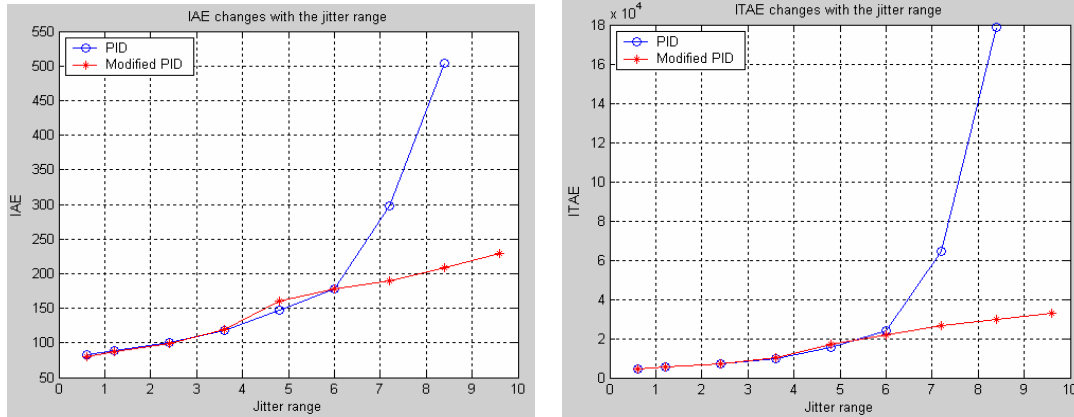 IAE changes with the jitter range
550
500
450
400
350
300
250
200
150
100
50
IAE
PID
Modified PID
0 1 2 3 4 5 6 7 8 9 10
Jitter range
x 10^4
ITAE changes with the jitter range
18
16
14
12
10
8
6
4
2
0
ITAE
PID
Modified PID
0 1 2 3 4 5 6 7 8 9 10
Jitter range